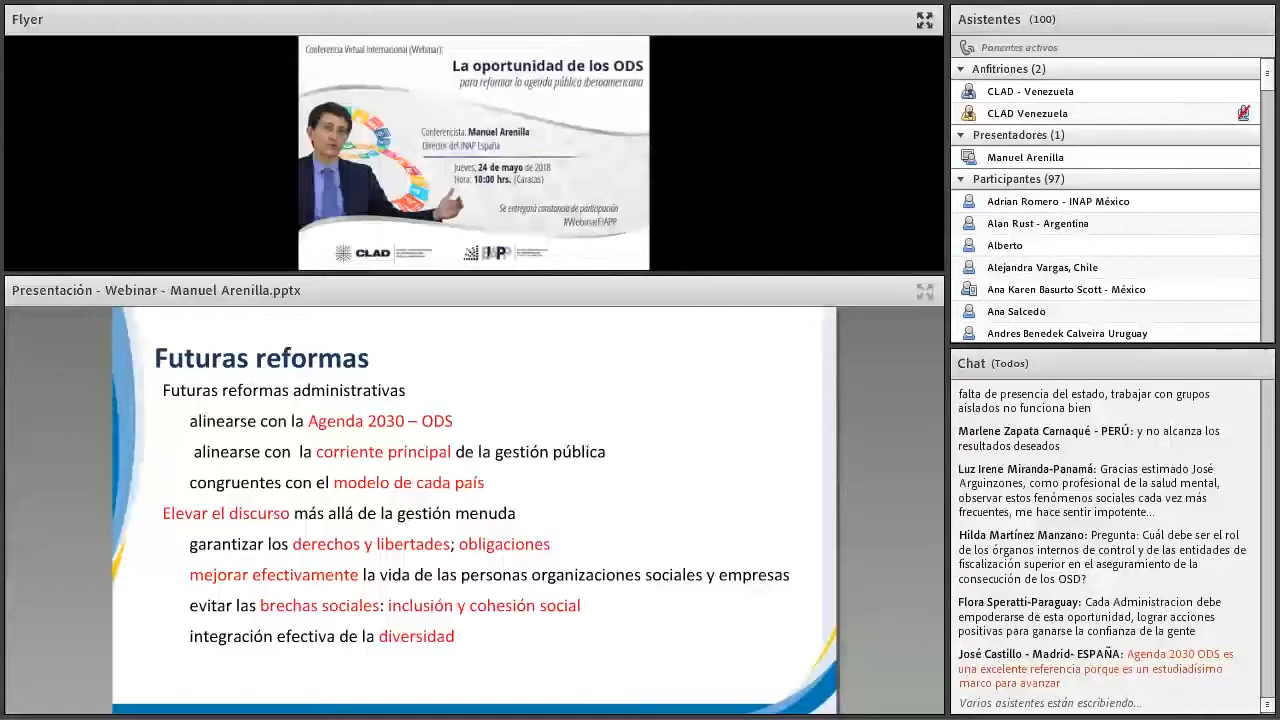 Flyer
Conferencia Virtual Internacional (Webinar):
La oportunidad de los ODS
para reformar la agenda pública iberoamericana
Conferencista: Manuel Arenilla
Director del INAP España
Jueves, 24 de mayo de 2018
Hora: 10:00 hrs. (Caracas)
Se entregará constancia de participación
#WebinarEIAPP
CLAD
Presentación - Webinar - Manuel Arenilla.pptx
Futuras reformas
Futuras reformas administrativas
alinearse con la Agenda 2030 – ODS
alinearse con la corriente principal de la gestión pública
congruentes con el modelo de cada país
Elevar el discurso más allá de la gestión menuda
garantizar los derechos y libertades; obligaciones
mejorar efectivamente la vida de las personas organizaciones sociales y empresas
evitar las brechas sociales: inclusión y cohesión social
integración efectiva de la diversidad
Asistentes (100)
Ponentes activos
Anfitriones (2)
CLAD - Venezuela
CLAD Venezuela
Presentadores (1)
Manuel Arenilla
Participantes (97)
Adriana Plasencia - INAP México
Alan Rust - Argentina
Alberto
Alejandra Vargas, Chile
Ana Karen Basurto Scott - México
Ana Salcedo
Andres Benedek Calveira Uruguay
Chat (Todos)
falta de presencia del estado, trabajar con grupos
aislados no funciona bien
Marlene Zapata Carnaqué - PERÚ: y no alcanza los
resultados deseados
Luz Irene Miranda-Panamá: Gracias estimado José
Arguinzones, como profesional de la salud mental,
observar estos fenómenos sociales cada vez más
frecuentes, me hace sentir impotente...
Hilda Martínez Manzano: Pregunta: Cuál debe ser el rol
de los órganos internos de control y de las entidades de
fiscalización superior en el aseguramiento de la
consecución de los OSD?
Flora Speratti-Paraguay: Cada Administracion debe
empoderarse de esta oportunidad, lograr acciones
positivas para ganarse la confianza de la gente
José Castillo - Madrid- ESPAÑA: Agenda 2030 ODS es
una excelente referencia porque es un estudiadísimo
marco para avanzar
Varios asistentes están escribiendo...